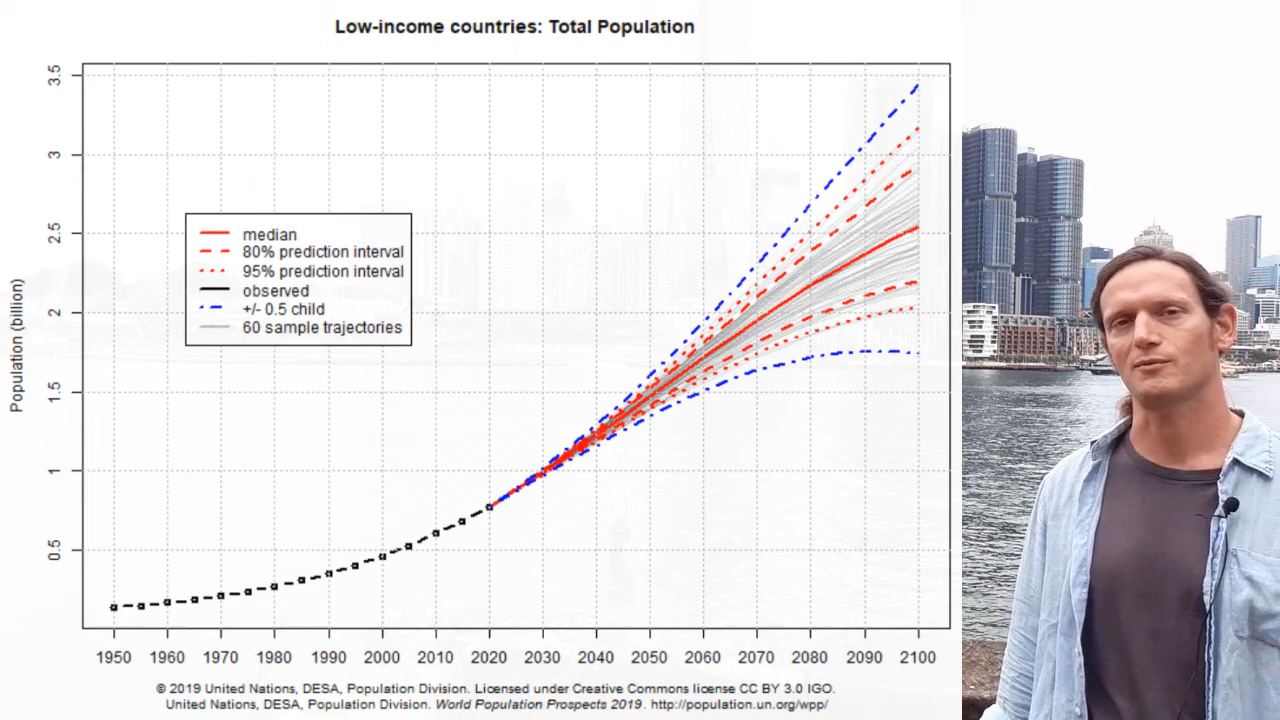 Low-income countries: Total Population
Population (billion)
3.5
3
2.5
2
1.5
1
0.5
median
80% prediction interval
95% prediction interval
observed
+/- 0.5 child
60 sample trajectories
1950 1960 1970 1980 1990 2000 2010 2020 2030 2040 2050 2060 2070 2080 2090 2100
© 2019 United Nations, DESA, Population Division. Licensed under Creative Commons license CC BY 3.0 IGO.
United Nations, DESA, Population Division. World Population Prospects 2019. http://population.un.org/wpp/